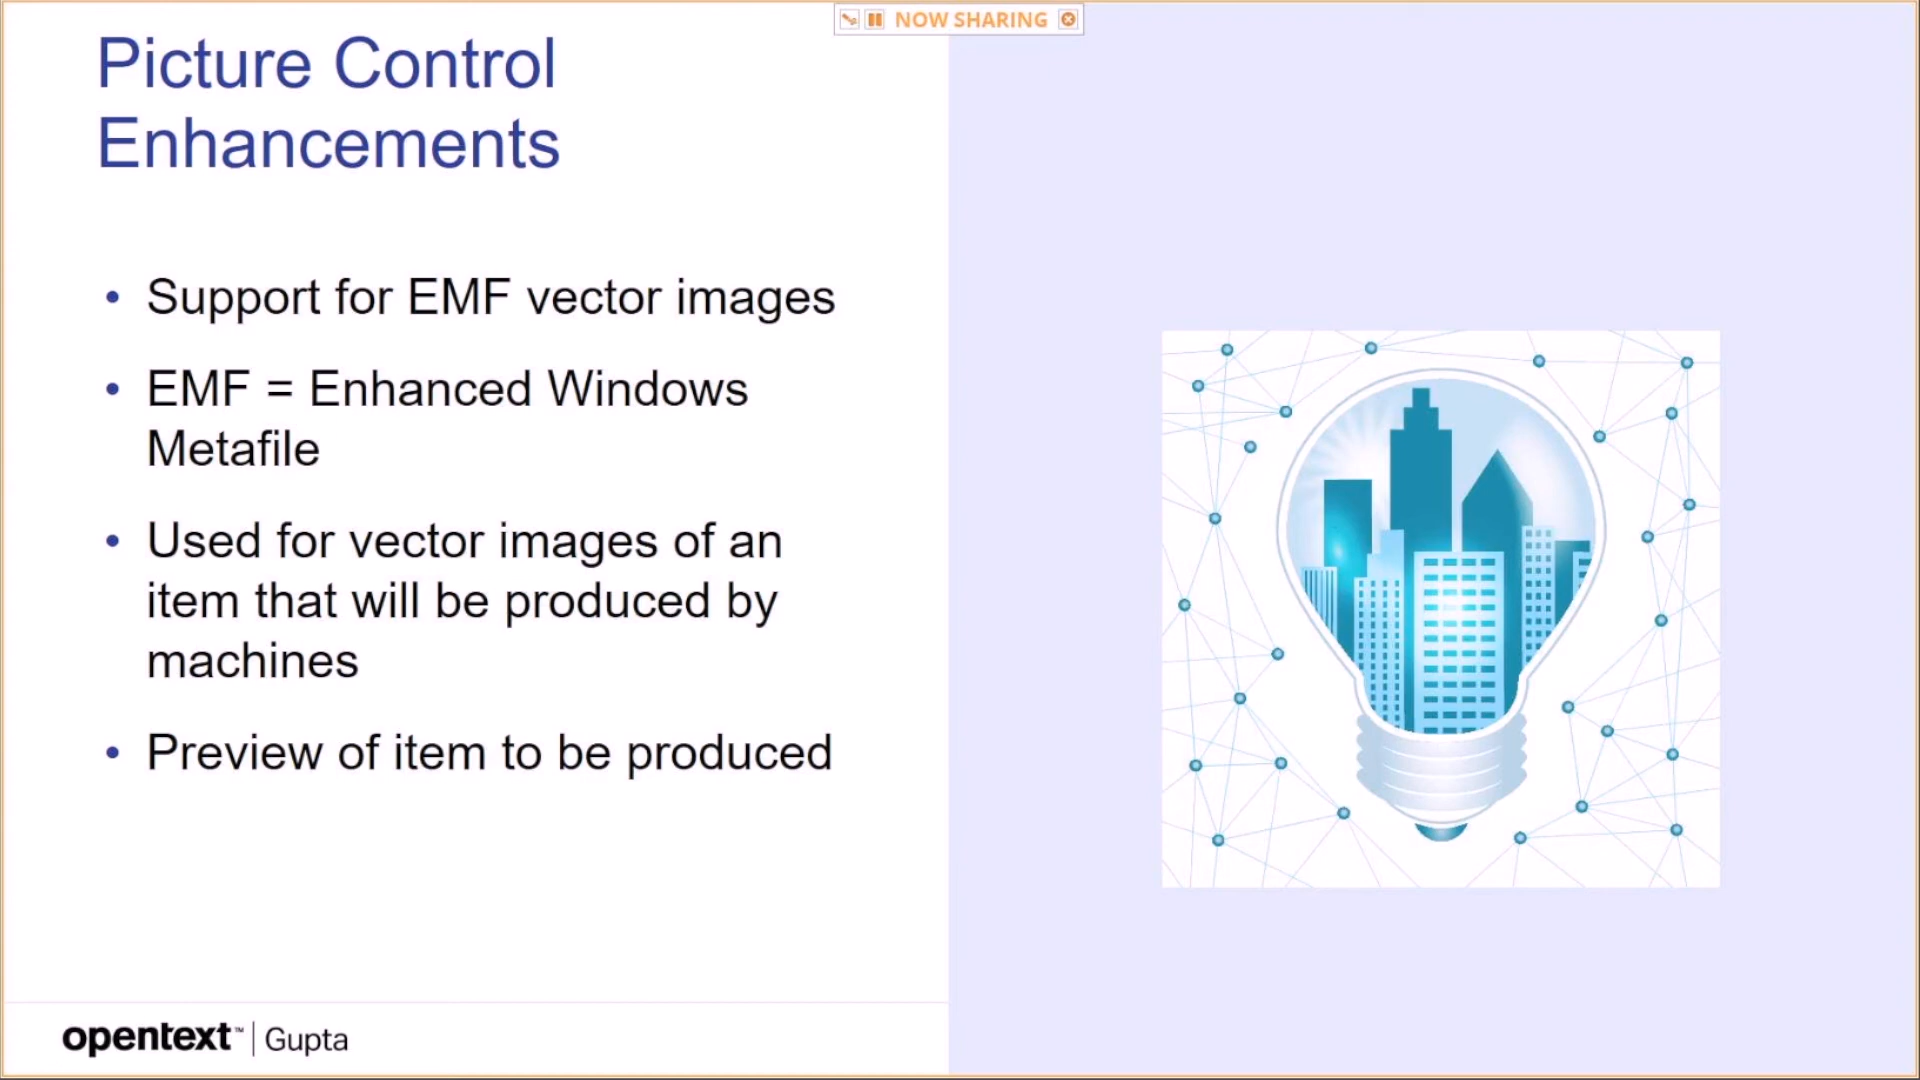 NOW SHARING
Picture Control
Enhancements
• Support for EMF vector images
• EMF = Enhanced Windows
Metafile
• Used for vector images of an
item that will be produced by
machines
• Preview of item to be produced
opentext™ | Gupta